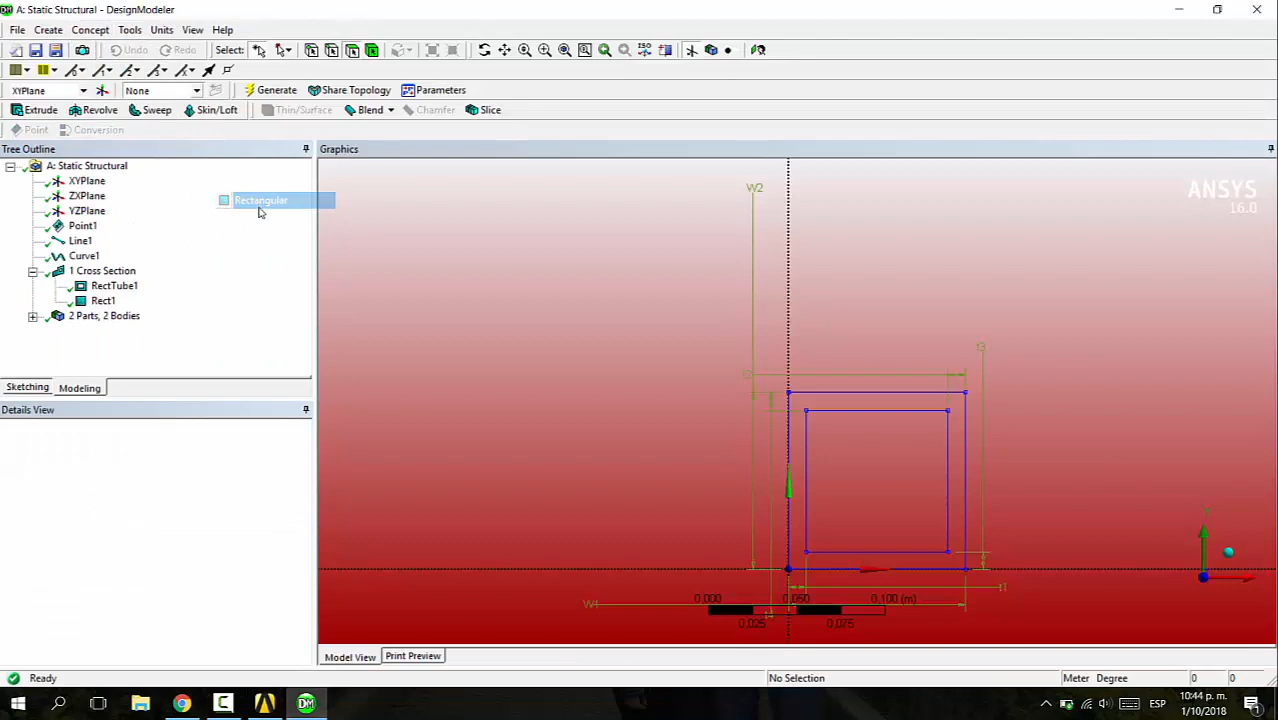 A: Static Structural - DesignModeler
File Create Concept Tools Units View Help
Undo Redo Select:
XYPlane None Generate Share Topology Parameters
Extrude Revolve Sweep Skin/Loft Thin/Surface Blend Chamfer Slice
Point Conversion
Tree Outline
Graphics
A: Static Structural
XYPlane
ZXPlane
YZPlane
Point1
Line1
Curve1
1 Cross Section
RectTube1
Rect1
2 Parts, 2 Bodies
Rectangular
Sketching Modeling
Details View
W2
ANSYS
16.0
t3
W1
t1
0,000 0,050 0,100 (m)
0,025 0,075
Y
Model View Print Preview
Ready No Selection Meter Degree 0 0
ESP
10:44 p. m.
1/10/2018